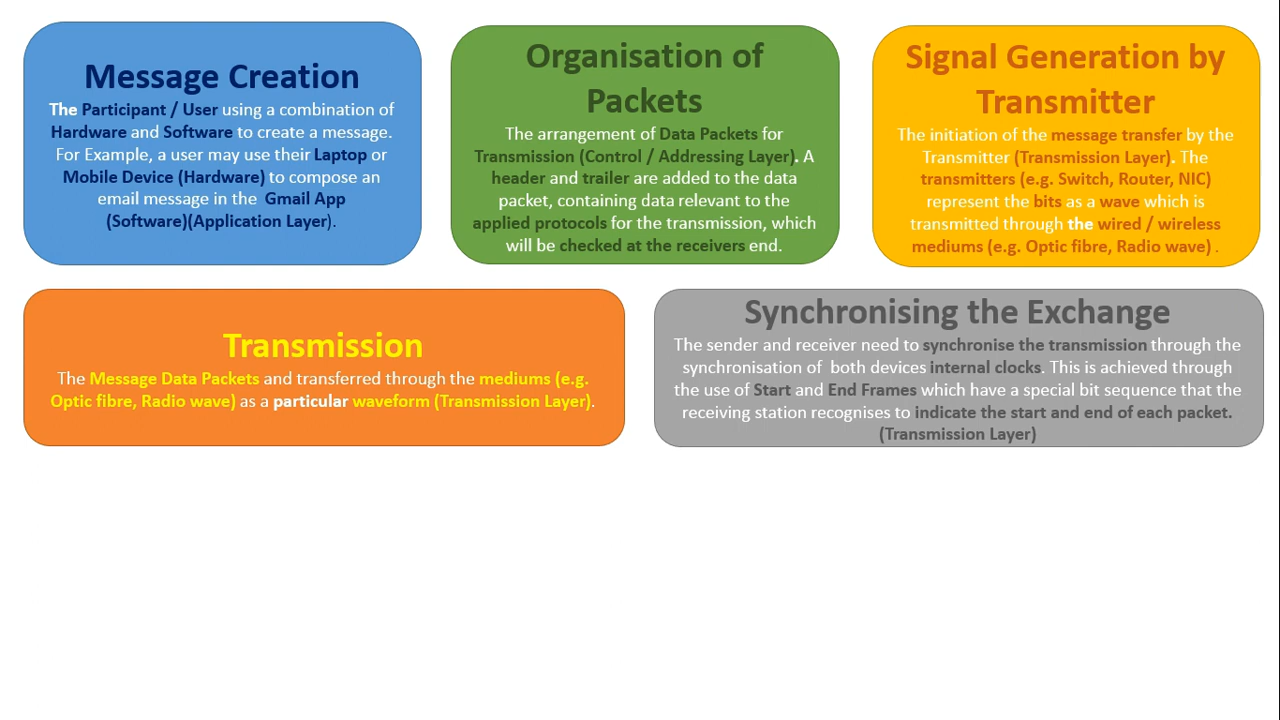 Message Creation
The Participant / User using a combination of
Hardware and Software to create a message.
For Example, a user may use their Laptop or
Mobile Device (Hardware) to compose an
email message in the Gmail App
(Software)(Application Layer).
Organisation of
Packets
The arrangement of Data Packets for
Transmission (Control / Addressing Layer). A
header and trailer are added to the data
packet, containing data relevant to the
applied protocols for the transmission, which
will be checked at the receivers end.
Signal Generation by
Transmitter
The initiation of the message transfer by the
Transmitter (Transmission Layer). The
transmitters (e.g. Switch, Router, NIC)
represent the bits as a wave which is
transmitted through the wired / wireless
mediums (e.g. Optic fibre, Radio wave) .
Transmission
The Message Data Packets and transferred through the mediums (e.g.
Optic fibre, Radio wave) as a particular waveform (Transmission Layer).
Synchronising the Exchange
The sender and receiver need to synchronise the transmission through the
synchronisation of both devices internal clocks. This is achieved through
the use of Start and End Frames which have a special bit sequence that the
receiving station recognises to indicate the start and end of each packet.
(Transmission Layer)